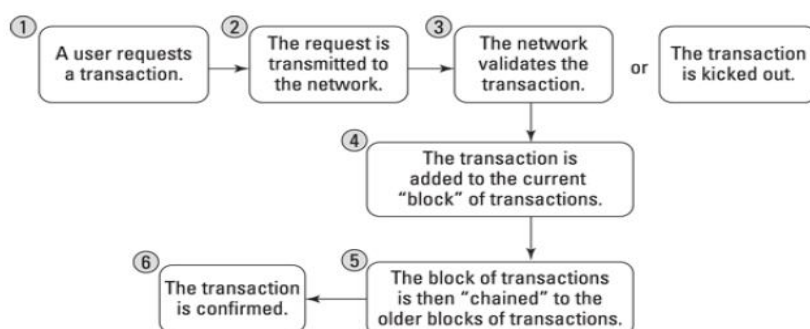 1
A user requests
a transaction.
2
The request is
transmitted to
the network.
3
The network
validates the
transaction.
or
The transaction
is kicked out.
4
The transaction is
added to the current
“block” of transactions.
5
The block of transactions
is then “chained” to the
older blocks of transactions.
6
The transaction
is confirmed.